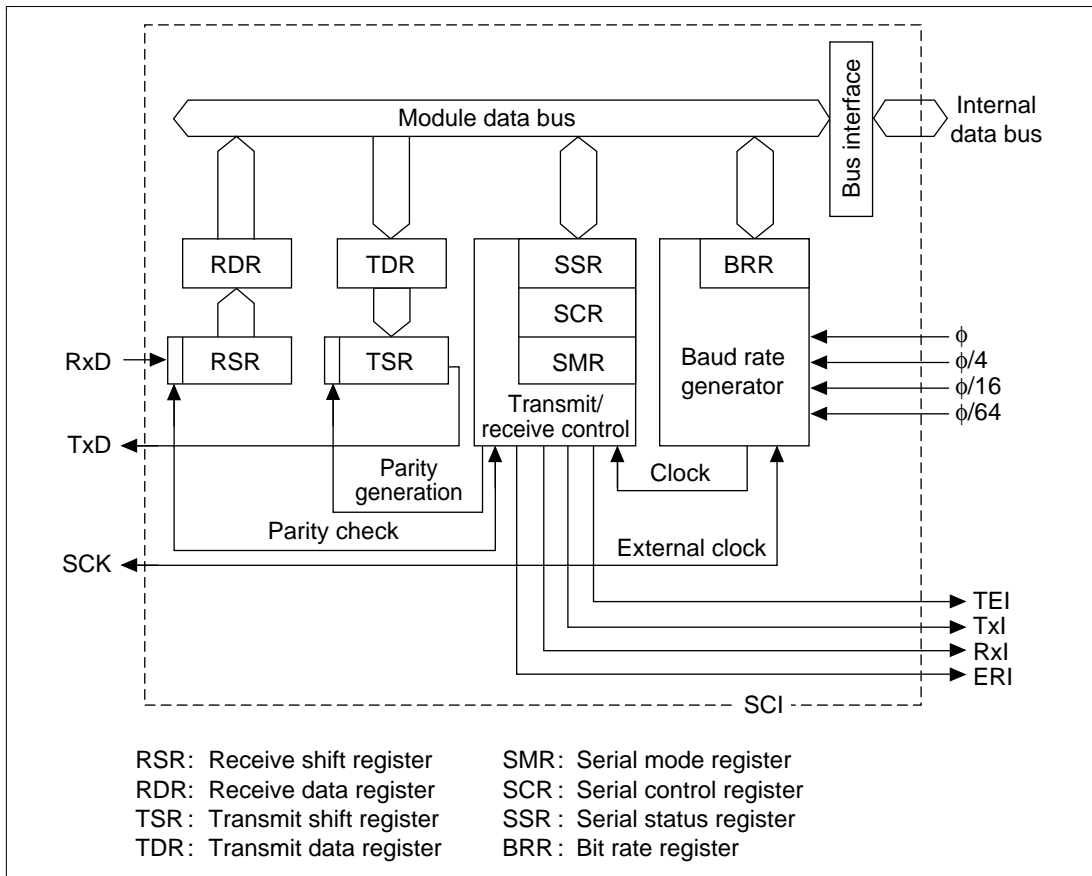 Module data bus
Bus interface
Internal
data bus
RDR
TDR
SSR
BRR
SCR
RxD
RSR
TSR
SMR
Baud rate
generator
ϕ
ϕ/4
ϕ/16
ϕ/64
Transmit/
receive control
TxD
Parity
generation
Clock
Parity check
SCK
External clock
TEI
TxI
RxI
ERI
SCI
RSR: Receive shift register
RDR: Receive data register
TSR: Transmit shift register
TDR: Transmit data register
SMR: Serial mode register
SCR: Serial control register
SSR: Serial status register
BRR: Bit rate register